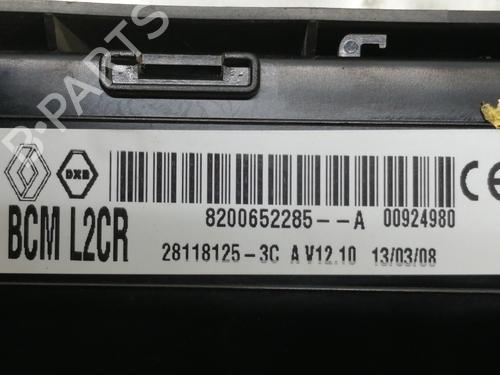 B-PARTS
DXB
CE
8200652285--A 00924980
BCM L2CR
28118125-3C A V12.10 13/03/08